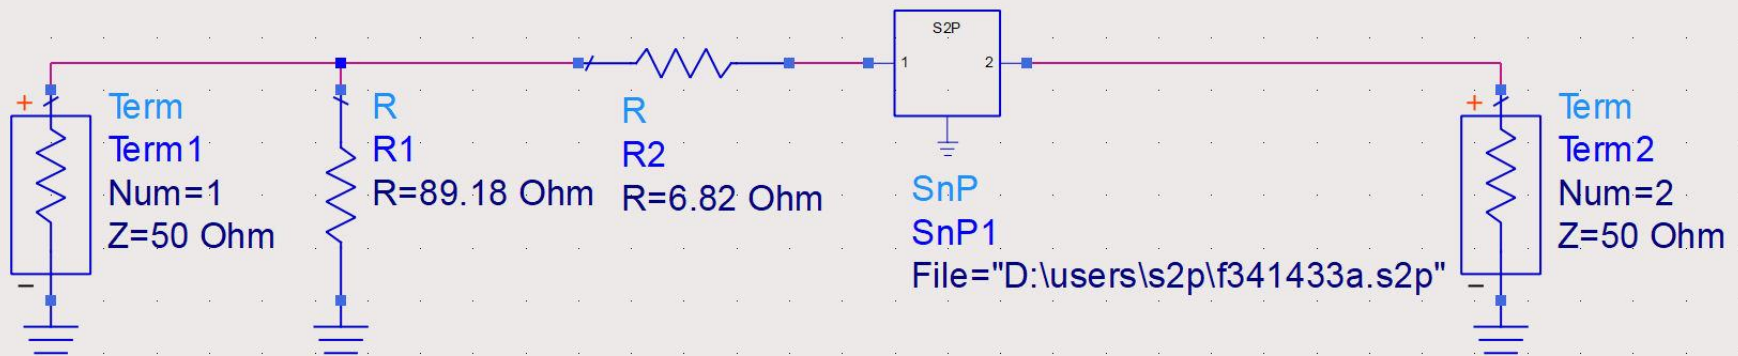 S2P
1
2
+
Term
Term1
Num=1
Z=50 Ohm
-
R
R1
R=89.18 Ohm
R
R2
R=6.82 Ohm
SnP
SnP1
File="D:\users\s2p\f341433a.s2p"
+
Term
Term2
Num=2
Z=50 Ohm
-